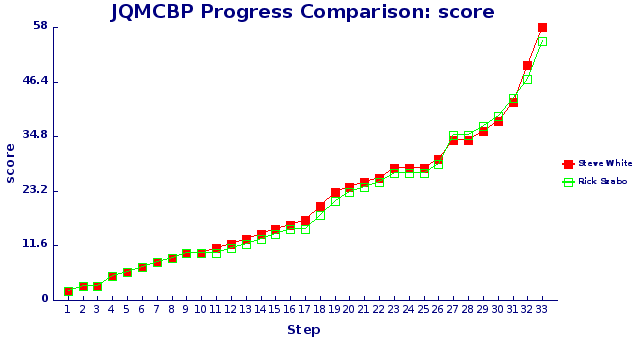 JQMCBP Progress Comparison: score
58
46.4
34.8
23.2
11.6
0
score
1 2 3 4 5 6 7 8 9 10 11 12 13 14 15 16 17 18 19 20 21 22 23 24 25 26 27 28 29 30 31 32 33
Step
Steve White
Rick Szabo